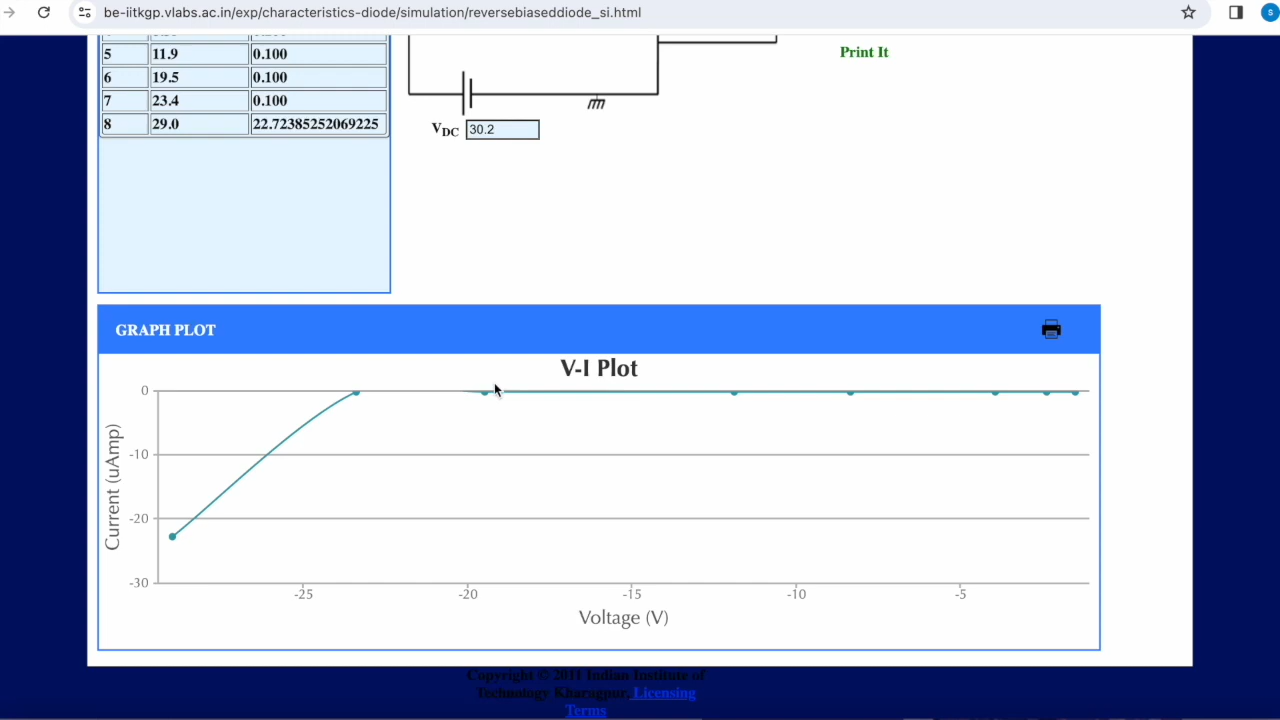 be-iitkgp.vlabs.ac.in/exp/characteristics-diode/simulation/reversebiaseddiode_si.html
S
5 11.9 0.100
6 19.5 0.100
7 23.4 0.100
8 29.0 22.72385252069225
Print It
VDC 30.2
GRAPH PLOT
V-I Plot
0
-10
-20
-30
Current (uAmp)
-25 -20 -15 -10 -5
Voltage (V)
Copyright © 2011 Indian Institute of
Technology Kharagpur. Licensing
Terms